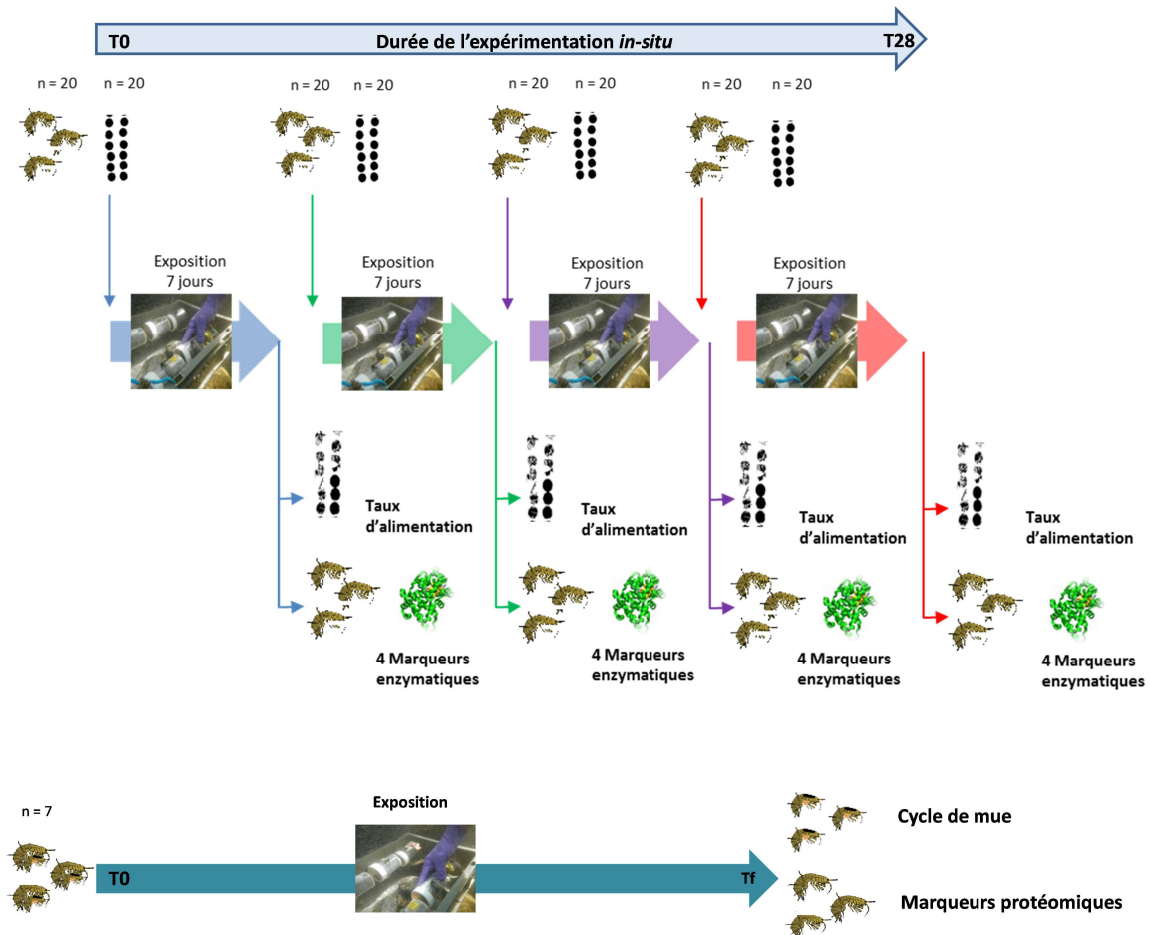 T0 Durée de l’expérimentation in-situ T28
n = 20 n = 20 n = 20 n = 20 n = 20 n = 20 n = 20 n = 20
Exposition
7 jours
Exposition
7 jours
Exposition
7 jours
Exposition
7 jours
Taux
d’alimentation
Taux
d’alimentation
Taux
d’alimentation
Taux
d’alimentation
4 Marqueurs
enzymatiques
4 Marqueurs
enzymatiques
4 Marqueurs
enzymatiques
4 Marqueurs
enzymatiques
n = 7
Exposition
T0 Tf
Cycle de mue
Marqueurs protéomiques